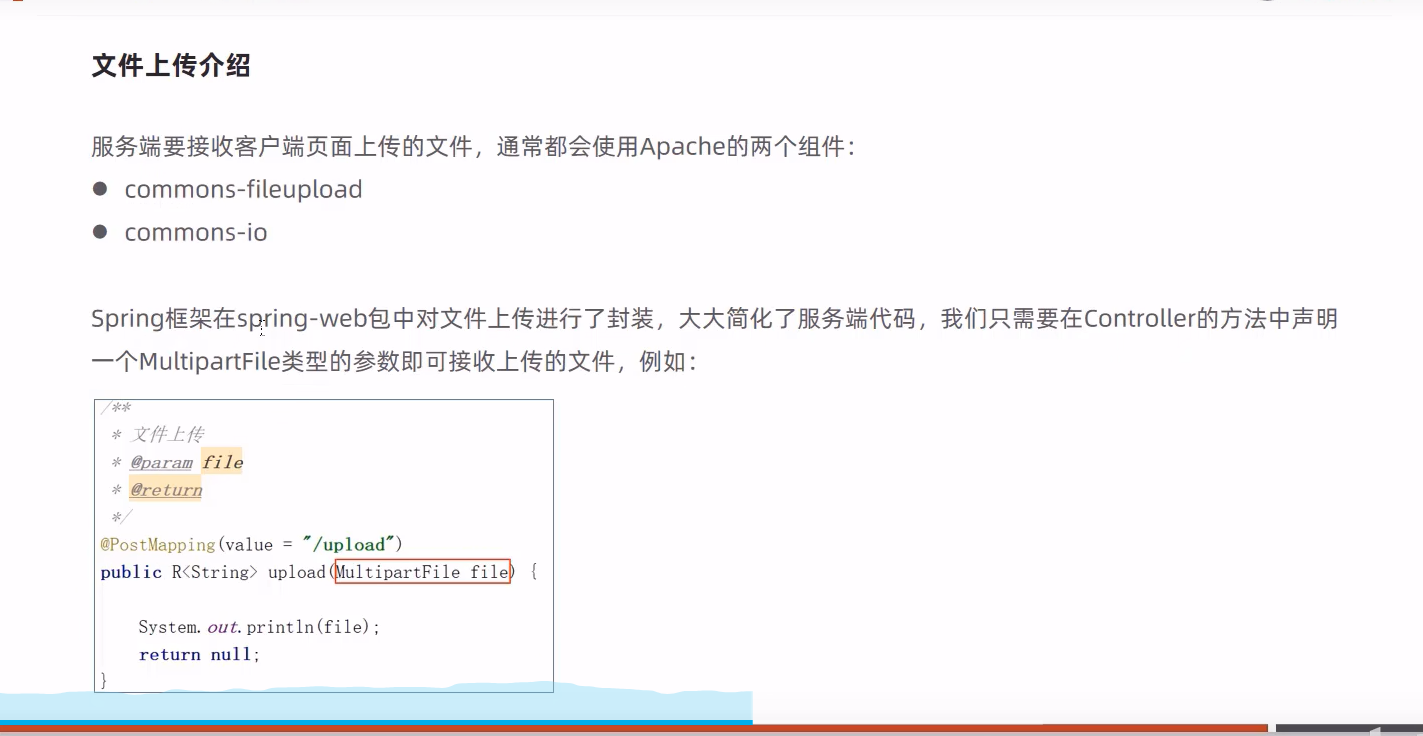 文件上传介绍
服务端要接收客户端页面上传的文件，通常都会使用Apache的两个组件：
● commons-fileupload
● commons-io
Spring框架在spring-web包中对文件上传进行了封装，大大简化了服务端代码，我们只需要在Controller的方法中声明
一个MultipartFile类型的参数即可接收上传的文件，例如：
/**
 * 文件上传
 * @param file
 * @return
 */
@PostMapping(value = "/upload")
public R<String> upload(MultipartFile file) {
System.out.println(file);
return null;
}